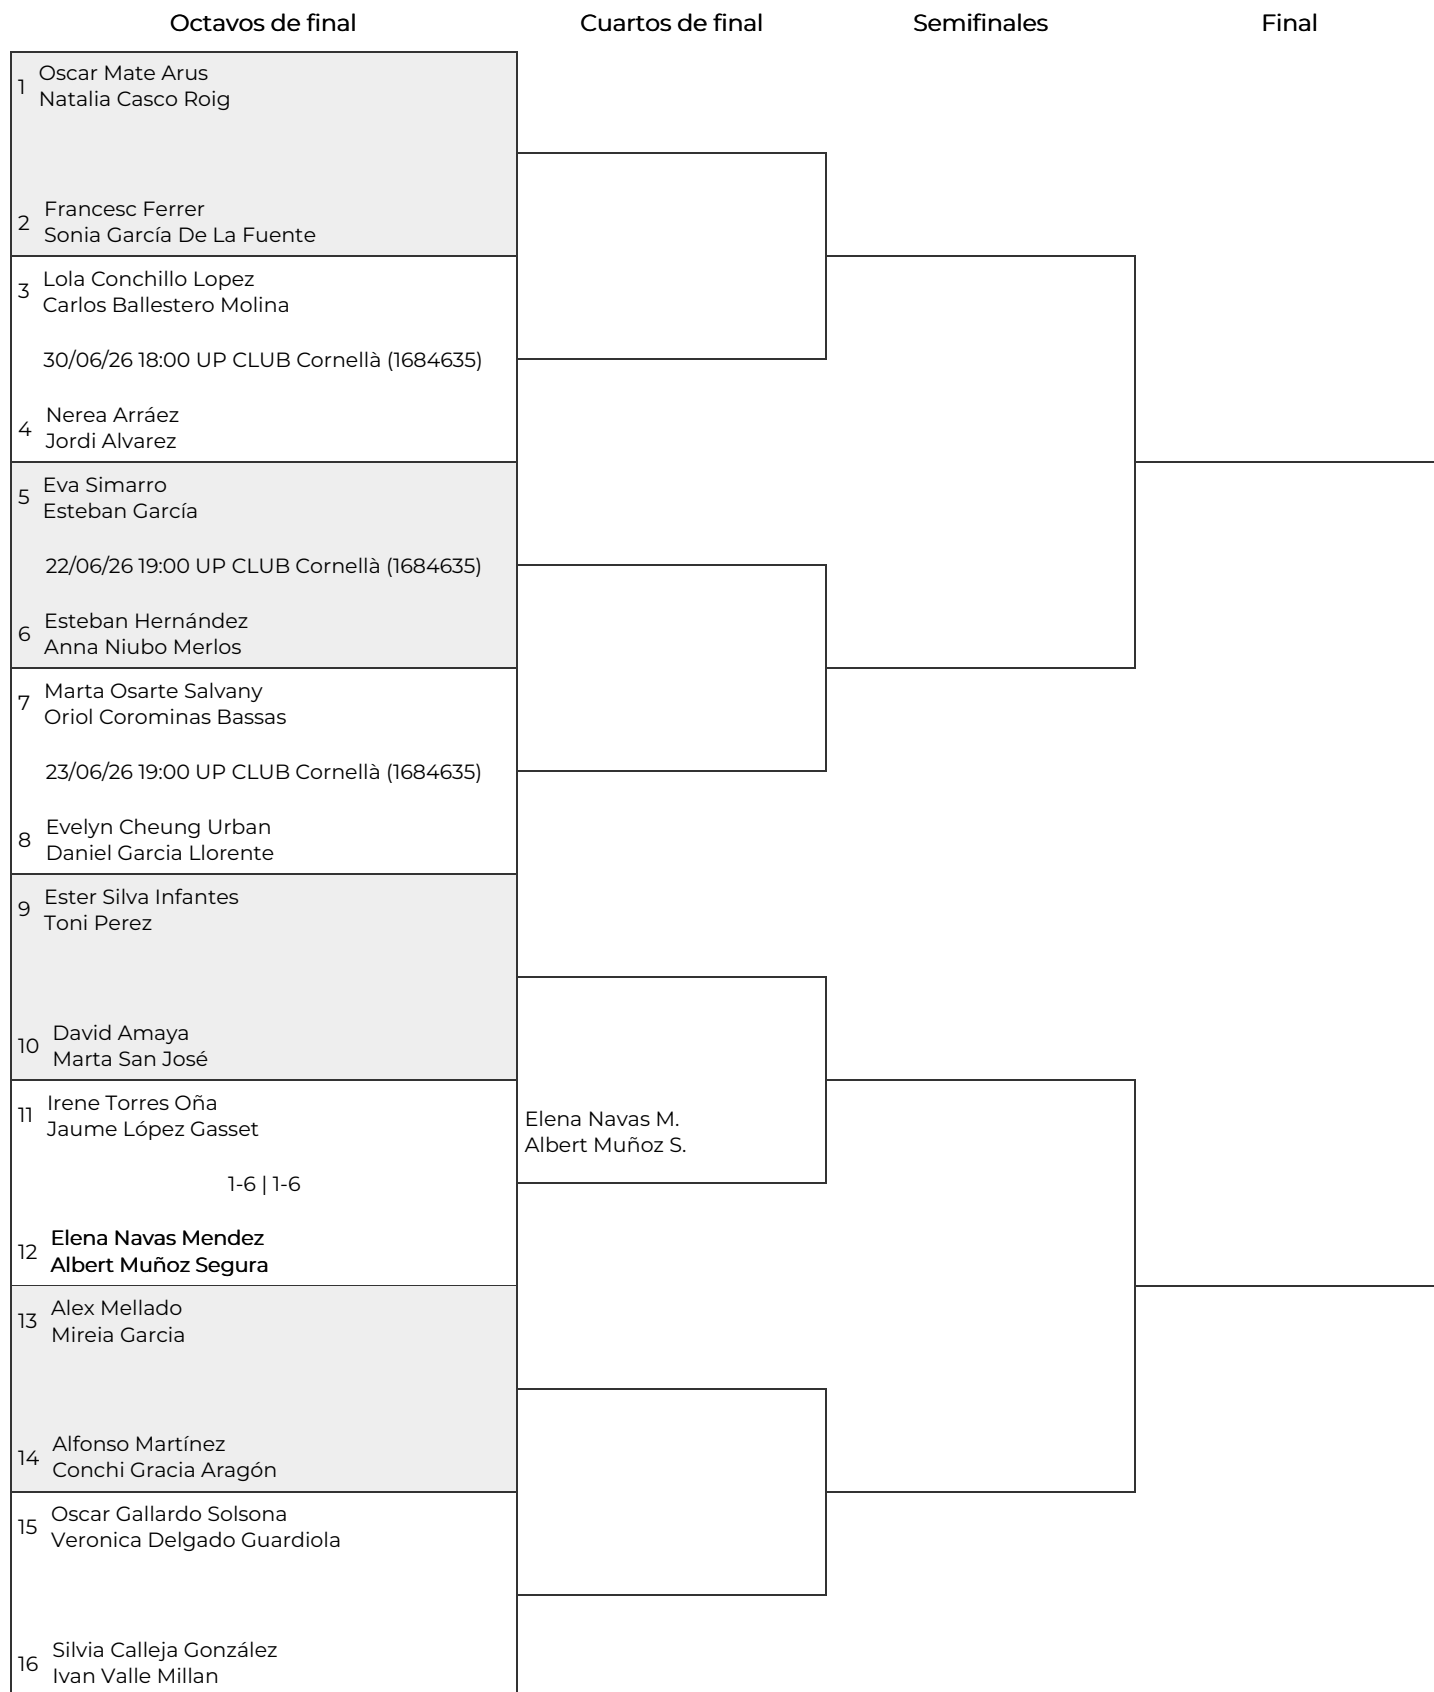 Octavos de final
Cuartos de final
Semifinales
Final
1
Oscar Mate Arus
Natalia Casco Roig
2
Francesc Ferrer
Sonia García De La Fuente
3
Lola Conchillo Lopez
Carlos Ballestero Molina
30/06/26 18:00 UP CLUB Cornellà (1684635)
4
Nerea Arráez
Jordi Alvarez
5
Eva Simarro
Esteban García
22/06/26 19:00 UP CLUB Cornellà (1684635)
6
Esteban Hernández
Anna Niubo Merlos
7
Marta Osarte Salvany
Oriol Corominas Bassas
23/06/26 19:00 UP CLUB Cornellà (1684635)
8
Evelyn Cheung Urban
Daniel Garcia Llorente
9
Ester Silva Infantes
Toni Perez
10
David Amaya
Marta San José
11
Irene Torres Oña
Jaume López Gasset
1-6 | 1-6
12
Elena Navas Mendez
Albert Muñoz Segura
13
Alex Mellado
Mireia Garcia
14
Alfonso Martínez
Conchi Gracia Aragón
15
Oscar Gallardo Solsona
Veronica Delgado Guardiola
16
Silvia Calleja González
Ivan Valle Millan
Elena Navas M.
Albert Muñoz S.